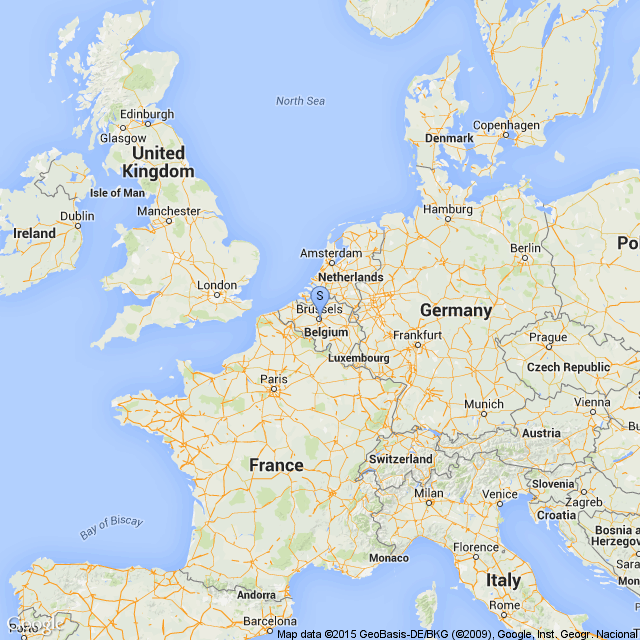 North Sea
Edinburgh
Glasgow
Copenhagen
Denmark
United
Kingdom
Isle of Man
Dublin
Ireland
Manchester
Hamburg
Berlin
Amsterdam
Netherlands
London
S
Brussels
Belgium
Germany
Frankfurt
Prague
Luxembourg
Czech Republic
Paris
Munich
Vienna
Austria
Switzerland
France
Slovenia
Milan
Venice
Zagreb
Croatia
Bay of Biscay
Bosnia a
Herzegov
Monaco
Florence
Mon
Andorra
Italy
Barcelona
Rome
Google
Map data ©2015 GeoBasis-DE/BKG (©2009), Google, Inst. Geogr. Nacional